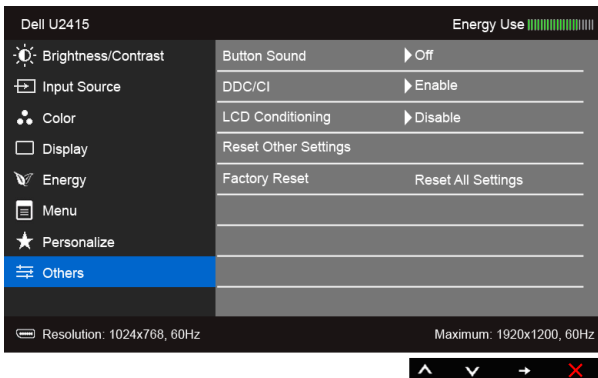 Dell U2415 Energy Use
Brightness/Contrast Button Sound Off
Input Source DDC/CI Enable
Color LCD Conditioning Disable
Display Reset Other Settings
Energy Factory Reset Reset All Settings
Menu
Personalize
Others
Resolution: 1024x768, 60Hz Maximum: 1920x1200, 60Hz